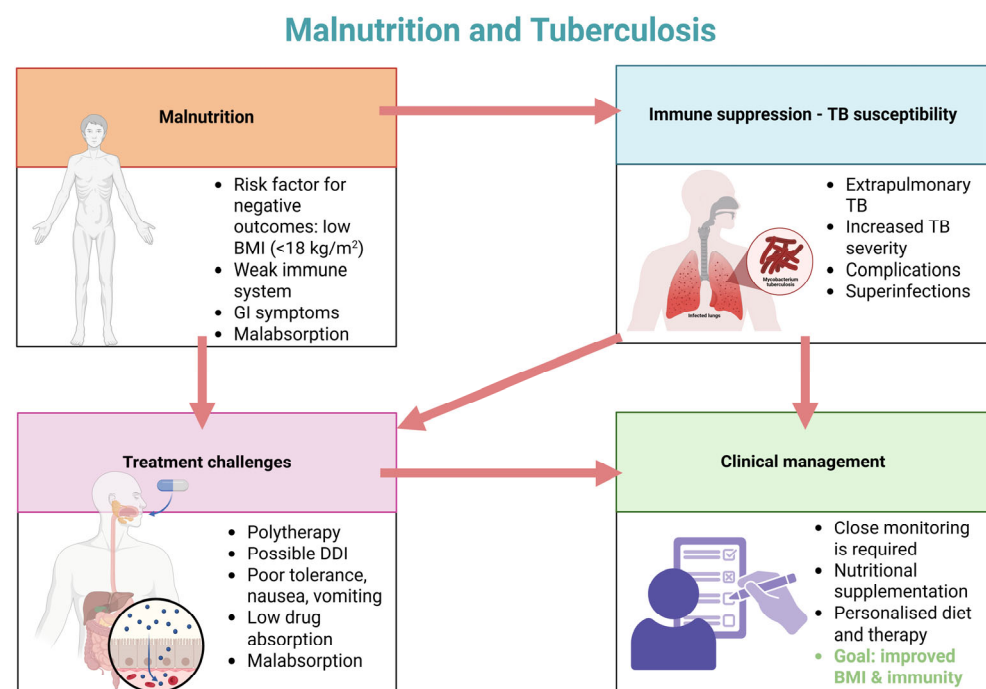 Malnutrition and Tuberculosis
Malnutrition
• Risk factor for
negative
outcomes: low
BMI (<18 kg/m²)
• Weak immune
system
• GI symptoms
• Malabsorption
Immune suppression - TB susceptibility
• Extrapulmonary
TB
• Increased TB
severity
• Complications
• Superinfections
Mycobacterium
tuberculosis
Infected lungs
Treatment challenges
• Polytherapy
• Possible DDI
• Poor tolerance,
nausea, vomiting
• Low drug
absorption
• Malabsorption
Clinical management
• Close monitoring
is required
• Nutritional
supplementation
• Personalised diet
and therapy
• Goal: improved
BMI & immunity